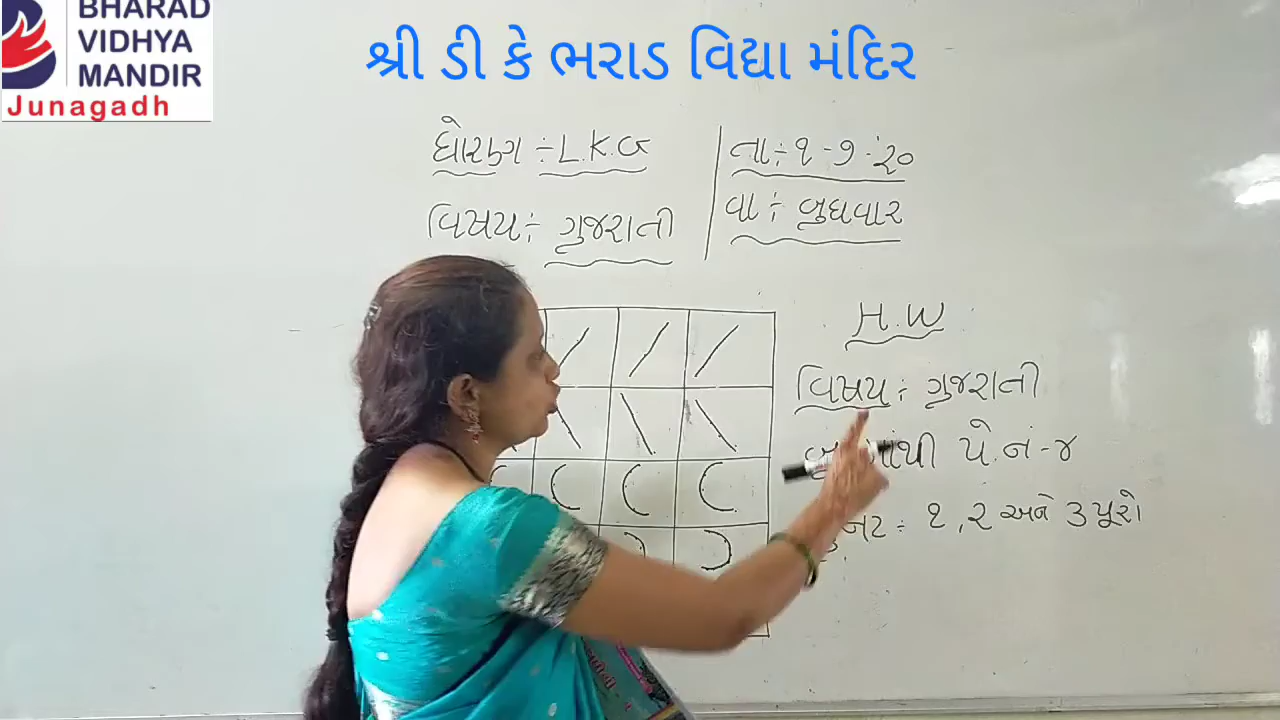 BHARAD
VIDHYA
MANDIR
Junagadh
શ્રી ડી કે ભરાડ વિદ્યા મંદિર
ધોરણ ÷ L.K.G
વિષય ÷ ગુજરાતી
તા ÷ ૧-૭-૨૦
વા ÷ બુધવાર
H.W
વિષય ÷ ગુજરાતી
પે.નં-૪
૧,૨ અને ૩ પૂરો